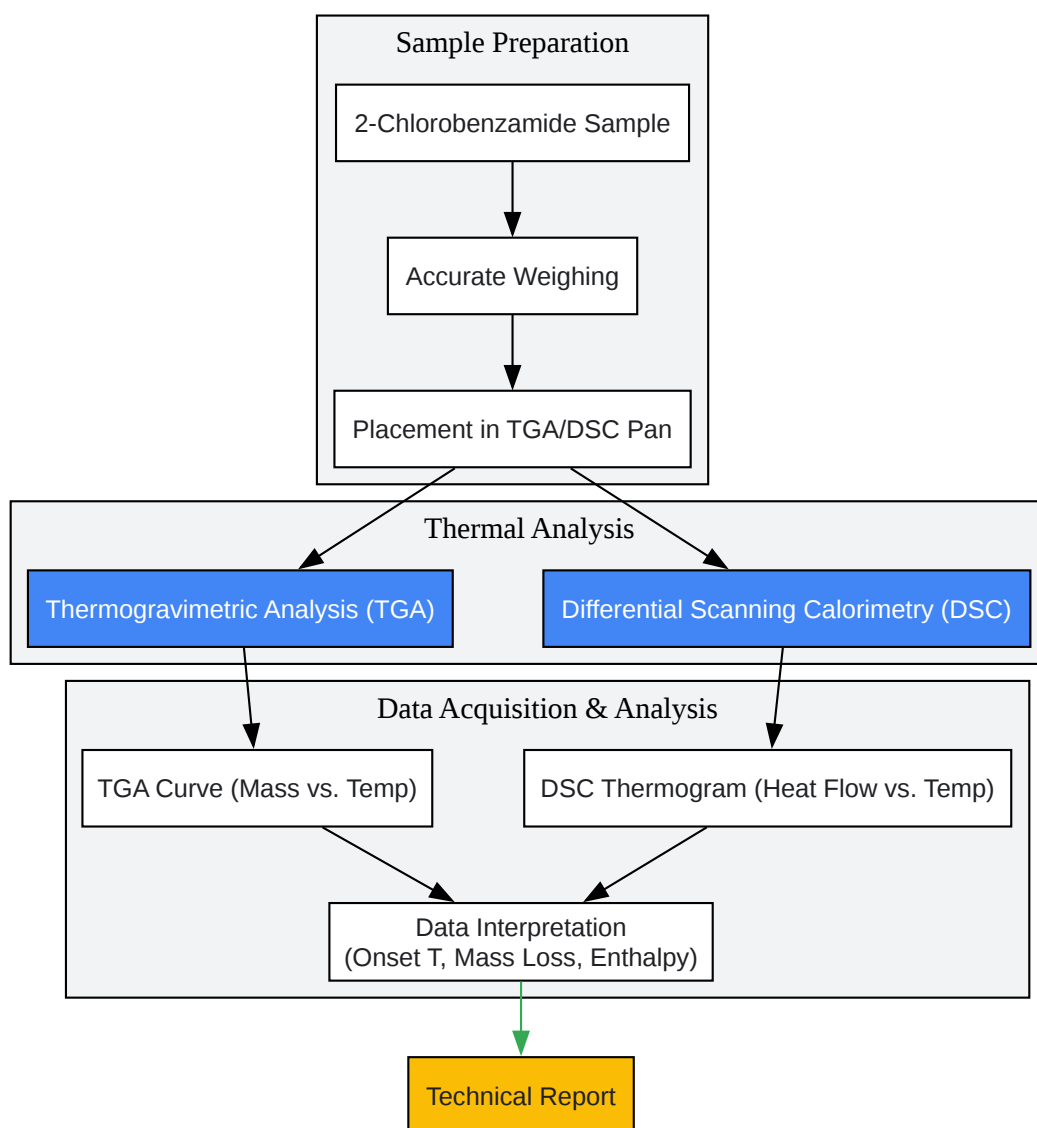 Sample Preparation
2-Chlorobenzamide Sample
Accurate Weighing
Placement in TGA/DSC Pan
Thermal Analysis
Thermogravimetric Analysis (TGA)
Differential Scanning Calorimetry (DSC)
Data Acquisition & Analysis
TGA Curve (Mass vs. Temp)
DSC Thermogram (Heat Flow vs. Temp)
Data Interpretation
(Onset T, Mass Loss, Enthalpy)
Technical Report